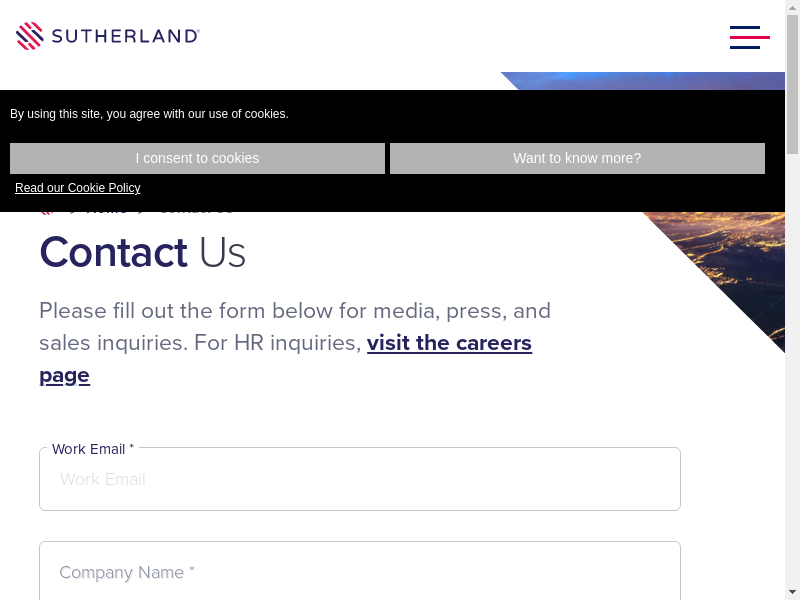 SUTHERLAND
By using this site, you agree with our use of cookies.
I consent to cookies
Want to know more?
Read our Cookie Policy
Contact Us
Please fill out the form below for media, press, and
sales inquiries. For HR inquiries, visit the careers
page
Work Email *
Work Email
Company Name *